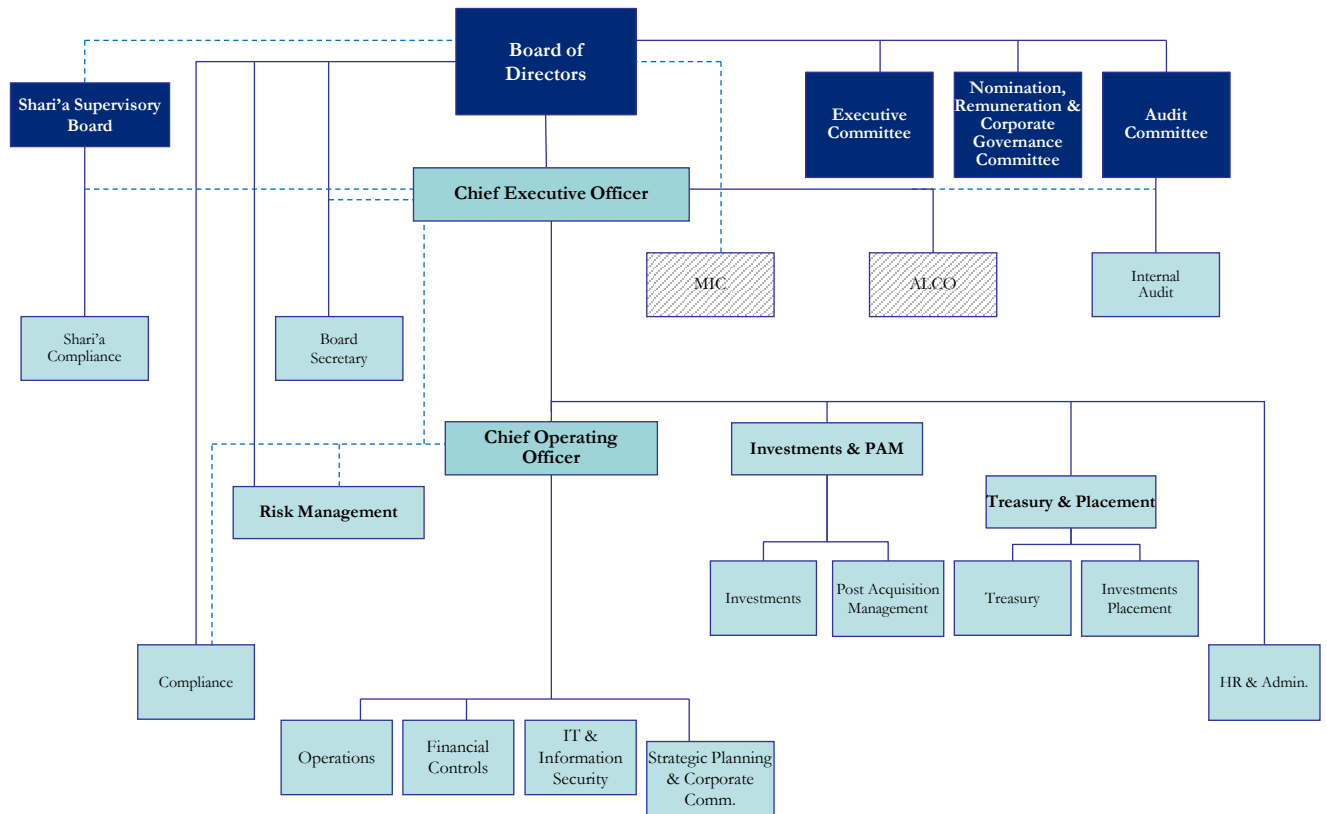 Board of
Directors
Shari'a Supervisory
Board
Executive
Committee
Nomination,
Remuneration &
Corporate
Governance
Committee
Audit
Committee
Chief Executive Officer
MIC
ALCO
Internal
Audit
Shari'a
Compliance
Board
Secretary
Chief Operating
Officer
Investments & PAM
Risk Management
Treasury & Placement
Investments
Post Acquisition
Management
Treasury
Investments
Placement
Compliance
HR & Admin.
Operations
Financial
Controls
IT &
Information
Security
Strategic Planning
& Corporate
Comm.